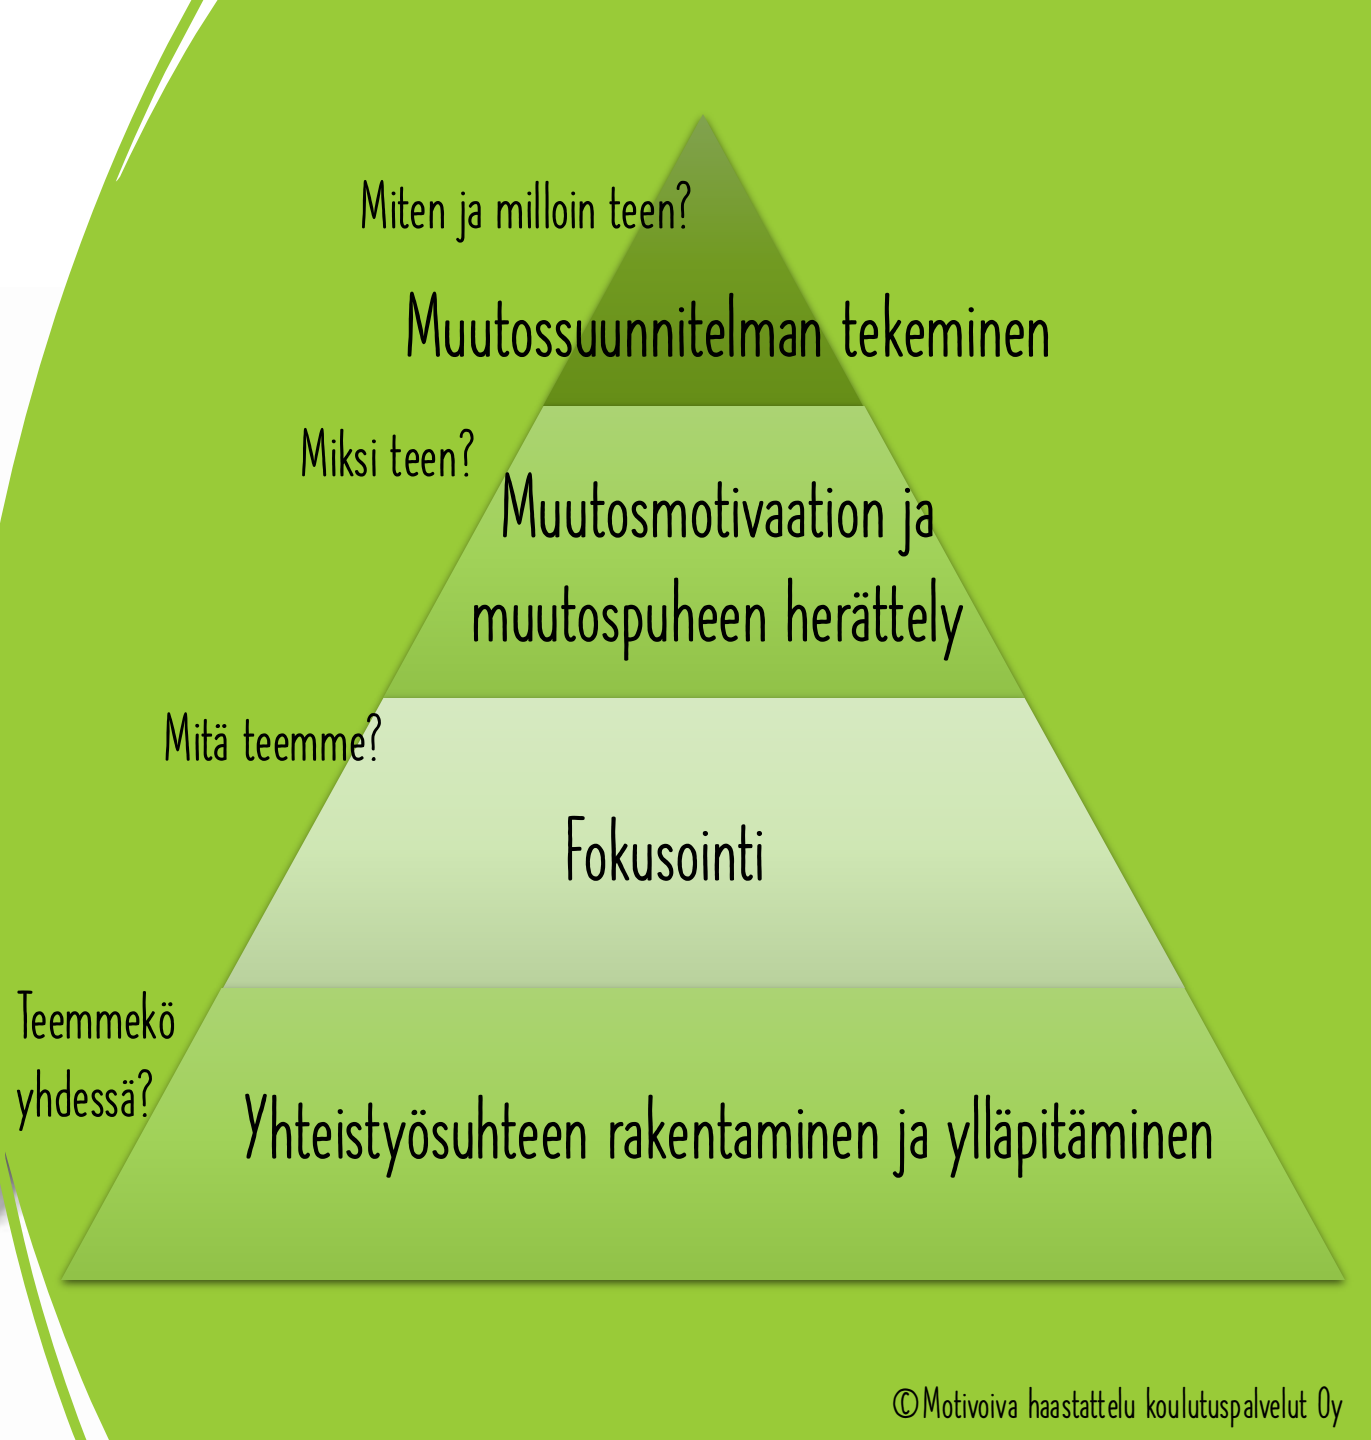 Miten ja milloin teen?
Muutossuunnitelman tekeminen
Miksi teen?
Muutosmotivaation ja
muutospuheen herättely
Mitä teemme?
Fokusointi
Teemmekö
yhdessä?
Yhteistyösuhteen rakentaminen ja ylläpitäminen
©Motivoiva haastattelu koulutuspalvelut Oy